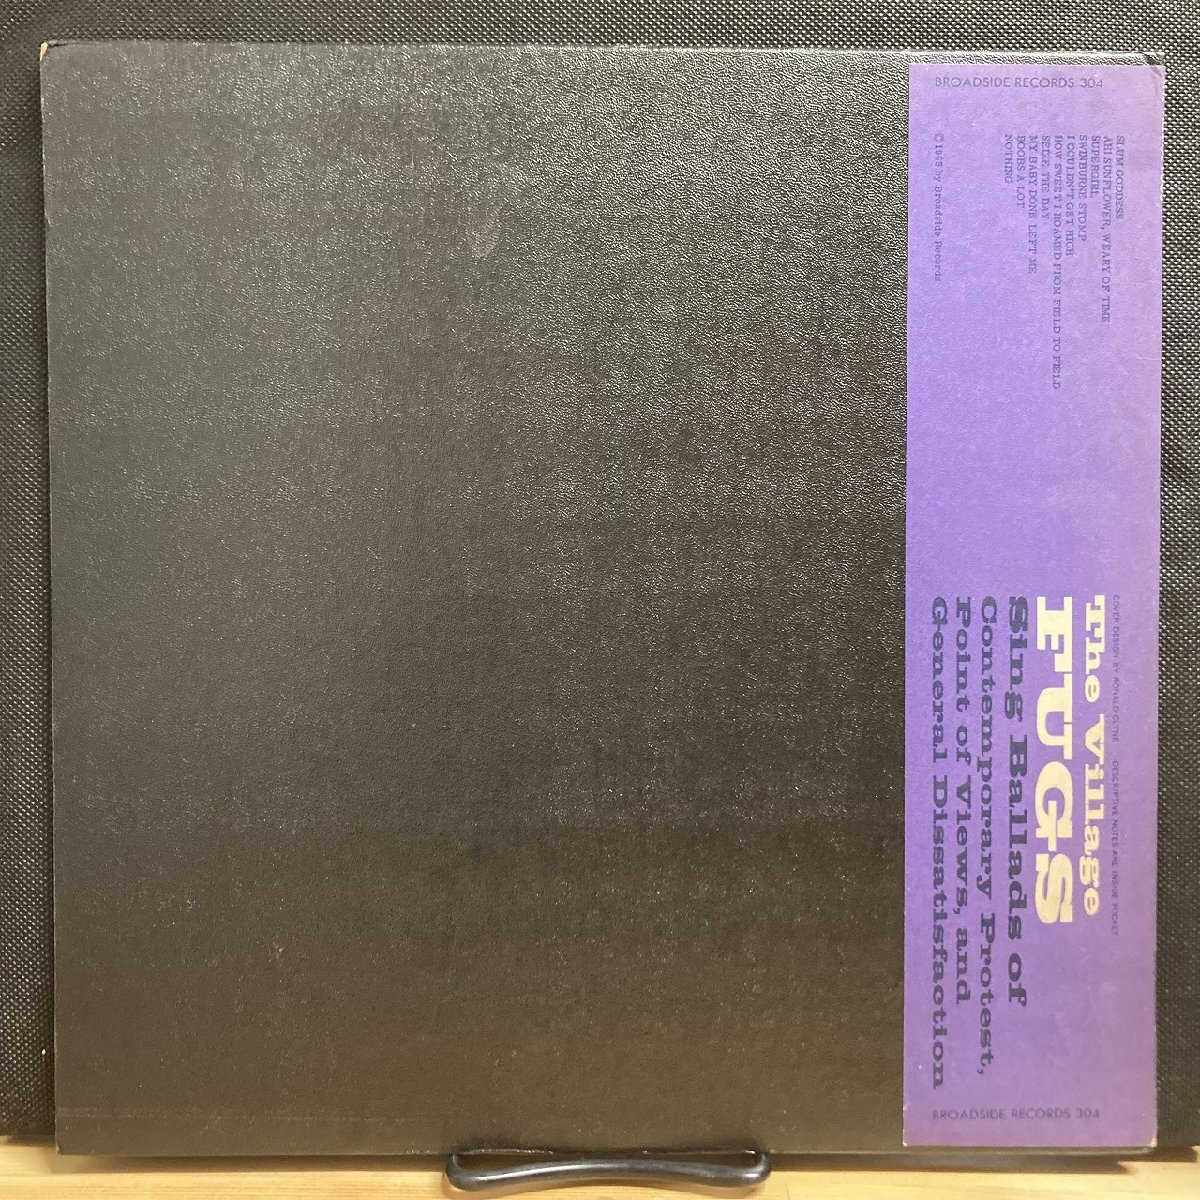 BROADSIDE RECORDS 304
SLUM GODDESS
AH! SUNFLOWER, WEARY OF TIME
SUPERGIRL
SWINBURNE STOMP
I COULDN'T GET HIGH
HOW SWEET I ROAMED FROM FIELD TO FIELD
SEIZE THE DAY
MY BABY DONE LEFT ME
BOOBS A LOT
NOTHING
© 1965 by Broadside Records
COVER DESIGN BY RONALD CLYNE DESCRIPTIVE NOTES ARE INSIDE POCKET
The Village
FUGS
Sing Ballads of
Contemporary Protest,
Point of Views, and
General Dissatisfaction
BROADSIDE RECORDS 304